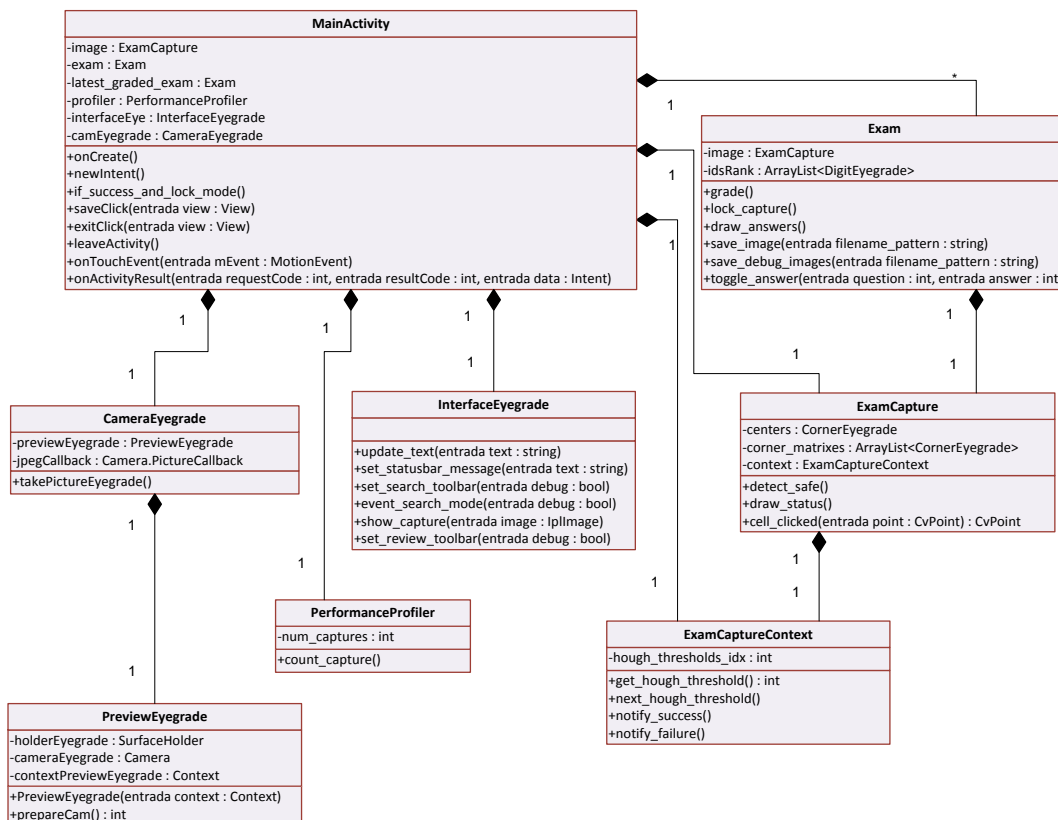 MainActivity
-image : ExamCapture
-exam : Exam
-latest_graded_exam : Exam
-profiler : PerformanceProfiler
-interfaceEye : InterfaceEyegrade
-camEyegrade : CameraEyegrade
+onCreate()
+newIntent()
+if_success_and_lock_mode()
+saveClick(entrada view : View)
+exitClick(entrada view : View)
+leaveActivity()
+onTouchEvent(entrada mEvent : MotionEvent)
+onActivityResult(entrada requestCode : int, entrada resultCode : int, entrada data : Intent)
*
1
1
1
Exam
-image : ExamCapture
-idsRank : ArrayList<DigitEyegrade>
+grade()
+lock_capture()
+draw_answers()
+save_image(entrada filename_pattern : string)
+save_debug_images(entrada filename_pattern : string)
+toggle_answer(entrada question : int, entrada answer : int
1
1
1
1
1
1
1
1
1
CameraEyegrade
-previewEyegrade : PreviewEyegrade
-jpegCallback : Camera.PictureCallback
+takePictureEyegrade()
InterfaceEyegrade
+update_text(entrada text : string)
+set_statusbar_message(entrada text : string)
+set_search_toolbar(entrada debug : bool)
+event_search_mode(entrada debug : bool)
+show_capture(entrada image : IplImage)
+set_review_toolbar(entrada debug : bool)
ExamCapture
-centers : CornerEyegrade
-corner_matrixes : ArrayList<CornerEyegrade>
-context : ExamCaptureContext
+detect_safe()
+draw_status()
+cell_clicked(entrada point : CvPoint) : CvPoint
1
1
1
1
1
1
PerformanceProfiler
-num_captures : int
+count_capture()
ExamCaptureContext
-hough_thresholds_idx : int
+get_hough_threshold() : int
+next_hough_threshold()
+notify_success()
+notify_failure()
PreviewEyegrade
-holderEyegrade : SurfaceHolder
-cameraEyegrade : Camera
-contextPreviewEyegrade : Context
+PreviewEyegrade(entrada context : Context)
+prepareCam() : int